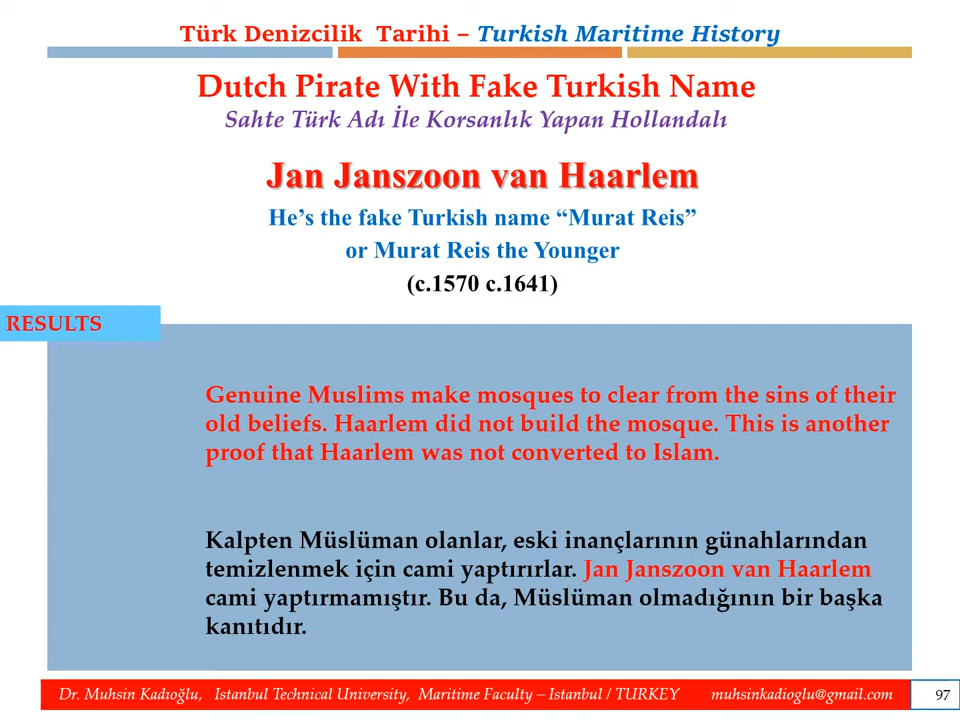 Türk Denizcilik Tarihi – Turkish Maritime History
Dutch Pirate With Fake Turkish Name
Sahte Türk Adı İle Korsanlık Yapan Hollandalı
Jan Janszoon van Haarlem
He’s the fake Turkish name “Murat Reis”
or Murat Reis the Younger
(c.1570 c.1641)
RESULTS
Genuine Muslims make mosques to clear from the sins of their
old beliefs. Haarlem did not build the mosque. This is another
proof that Haarlem was not converted to Islam.
Kalpten Müslüman olanlar, eski inançlarının günahlarından
temizlenmek için cami yaptırırlar. Jan Janszoon van Haarlem
cami yaptırmamıştır. Bu da, Müslüman olmadığının bir başka
kanıtıdır.
Dr. Muhsin Kadıoğlu, Istanbul Technical University, Maritime Faculty – Istanbul / TURKEY muhsinkadioglu@gmail.com 97